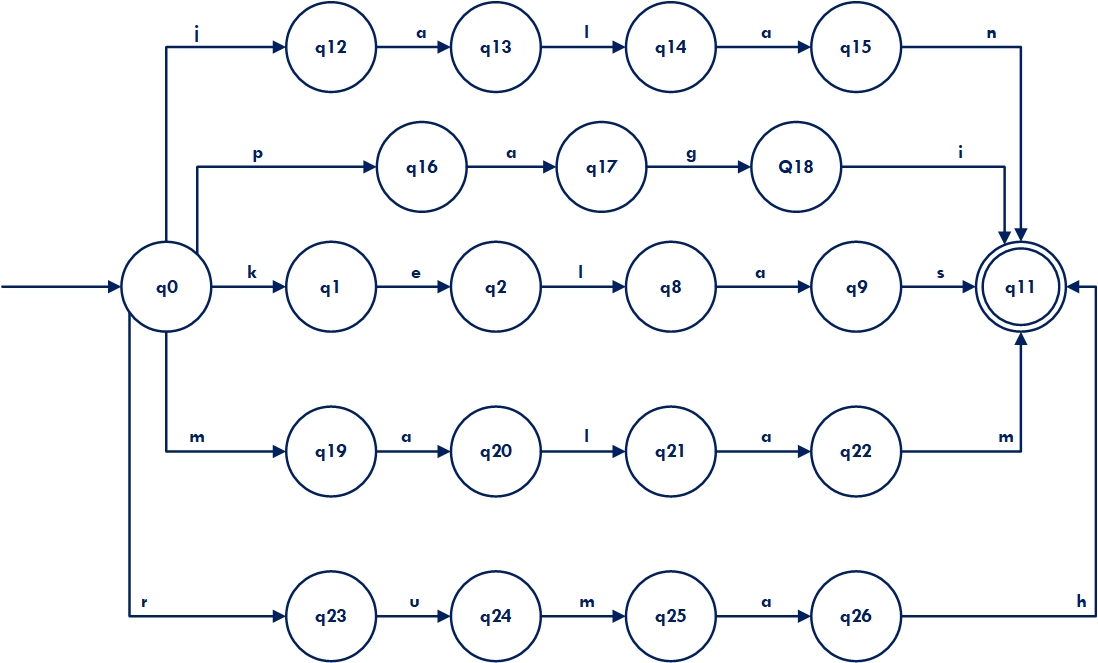 j a l a n
q12 q13 q14 q15
p a g i
q16 q17 Q18
k e l a s
q0 q1 q2 q8 q9 q11
m a l a m
q19 q20 q21 q22
r u m a h
q23 q24 q25 q26